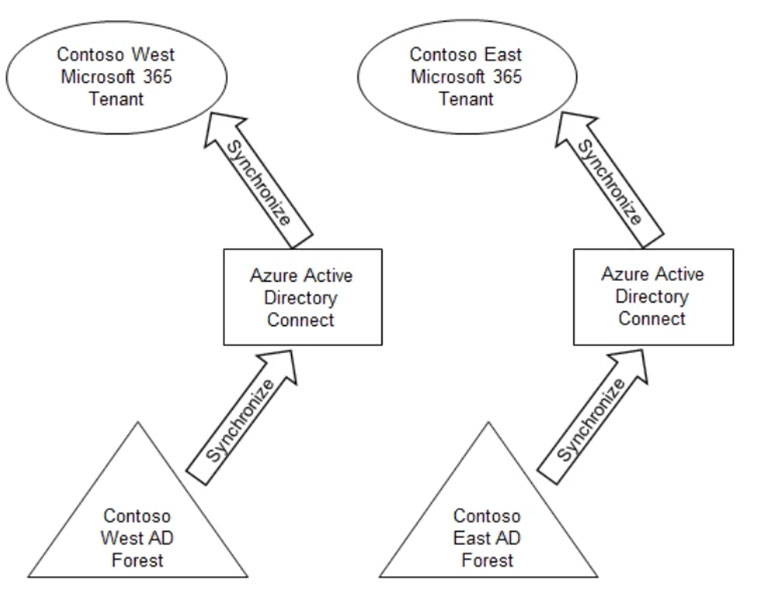 Contoso West
Microsoft 365
Tenant
Contoso East
Microsoft 365
Tenant
Synchronize
Synchronize
Azure Active
Directory
Connect
Azure Active
Directory
Connect
Synchronize
Synchronize
Contoso
West AD
Forest
Contoso
East AD
Forest